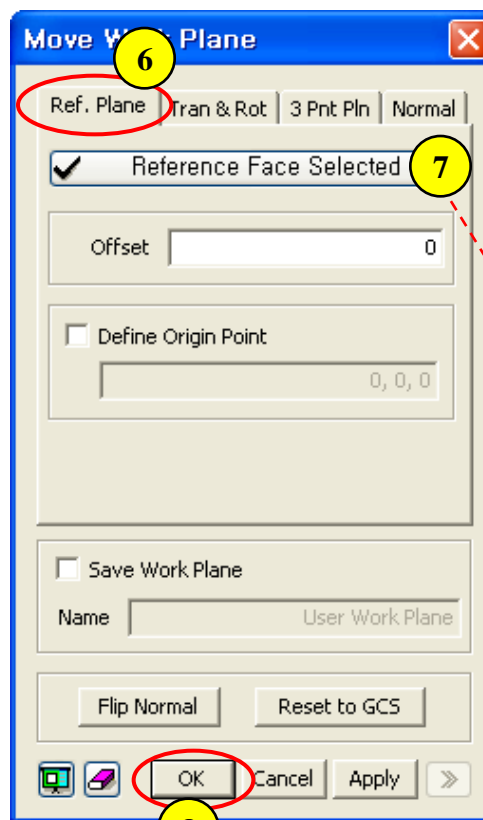 Move W Plane
6
Ref. Plane Tran & Rot 3 Pnt Pln Normal
Reference Face Selected
7
Offset 0
Define Origin Point
0, 0, 0
Save Work Plane
Name User Work Plane
Flip Normal Reset to GCS
OK Cancel Apply